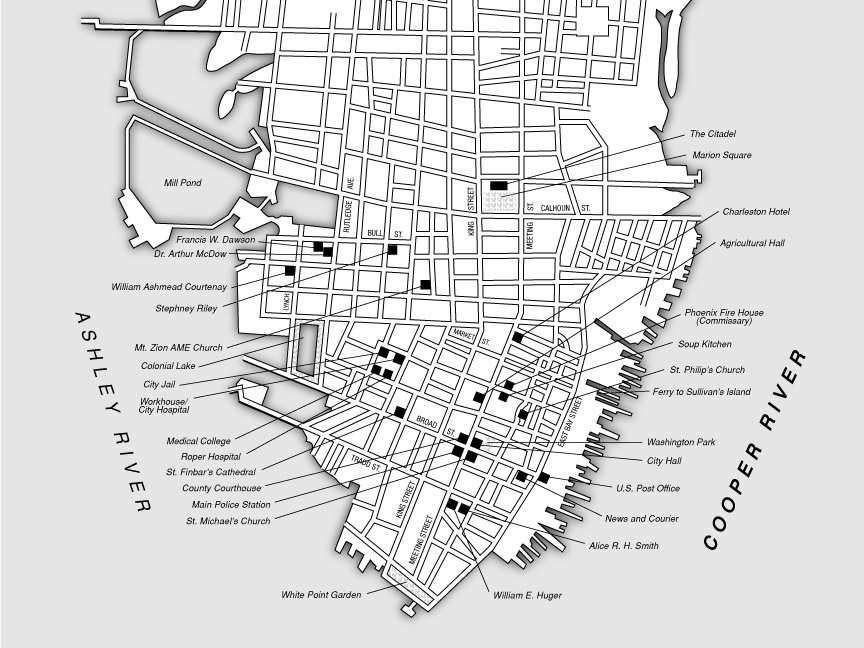 The Citadel
Marion Square
Mill Pond
RUTLEDGE AVE.
KING STREET
MEETING ST.
CALHOUN ST.
Charleston Hotel
BULL ST.
Francis W. Dawson
Dr. Arthur McDow
Agricultural Hall
William Ashmead Courtenay
LYNCH
Stephney Riley
Phoenix Fire House
(Commissary)
MARKET ST.
Soup Kitchen
Mt. Zion AME Church
Colonial Lake
St. Philip's Church
City Jail
Ferry to Sullivan's Island
Workhouse/
City Hospital
ASHLEY RIVER
COOPER RIVER
EAST BAY STREET
BROAD ST.
Medical College
Washington Park
Roper Hospital
City Hall
St. Finbar's Cathedral
TRADD ST.
County Courthouse
U.S. Post Office
Main Police Station
KING STREET
St. Michael's Church
News and Courier
MEETING STREET
Alice R. H. Smith
White Point Garden
William E. Huger